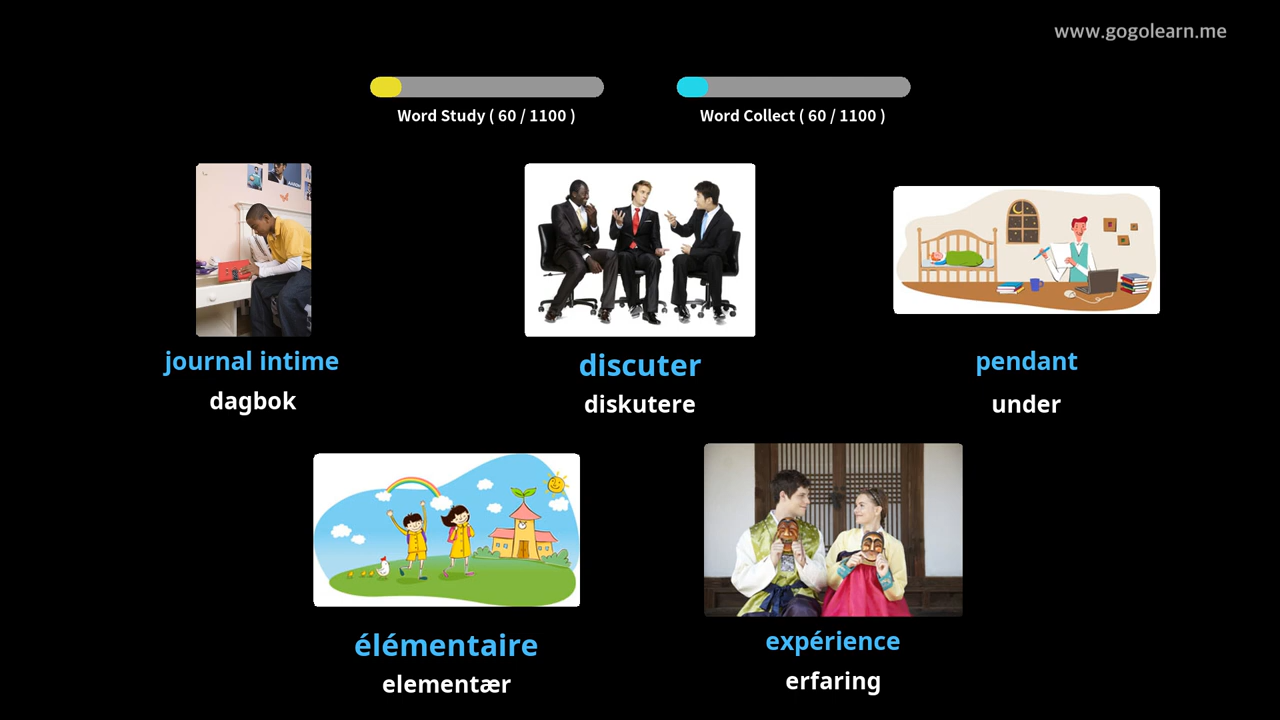 www.gogolearn.me
Word Study ( 60 / 1100 )
Word Collect ( 60 / 1100 )
journal intime
dagbok
discuter
diskutere
pendant
under
élémentaire
elementær
expérience
erfaring